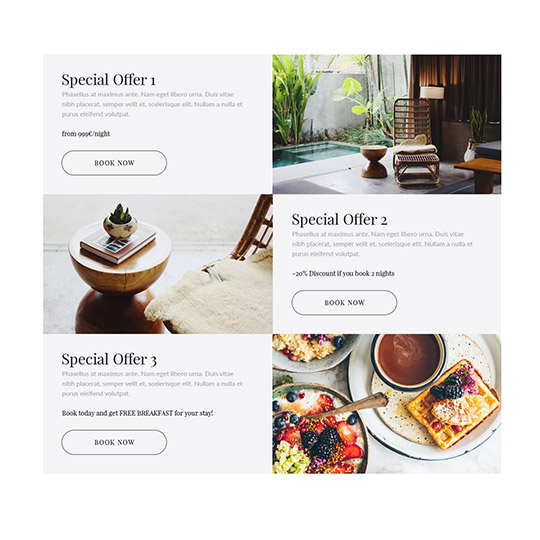 Special Offer 1
Phasellus at maximus ante. Nam eget libero urna. Duis vitae
nibh placerat, semper velit et, scelerisque elit. Nullam a nulla et
purus eleifend volutpat.
from 999€/night
BOOK NOW
Special Offer 2
Phasellus at maximus ante. Nam eget libero urna. Duis vitae
nibh placerat, semper velit et, scelerisque elit. Nullam a nulla et
purus eleifend volutpat.
-20% Discount if you book 2 nights
BOOK NOW
Special Offer 3
Phasellus at maximus ante. Nam eget libero urna. Duis vitae
nibh placerat, semper velit et, scelerisque elit. Nullam a nulla et
purus eleifend volutpat.
Book today and get FREE BREAKFAST for your stay!
BOOK NOW